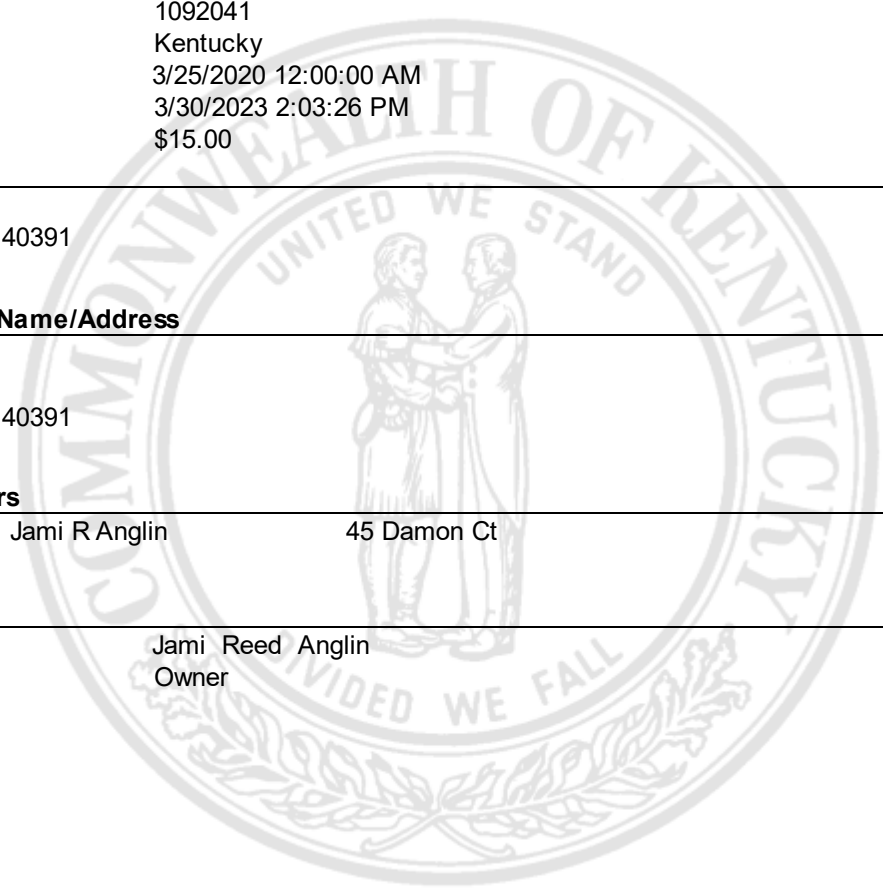 1092041
Kentucky
3/25/2020 12:00:00 AM
3/30/2023 2:03:26 PM
$15.00
40391
Name/Address
40391
rs
Jami R Anglin 45 Damon Ct
Jami Reed Anglin
Owner
COMMONWEALTH OF KENTUCKY
UNITED WE STAND
DIVIDED WE FALL